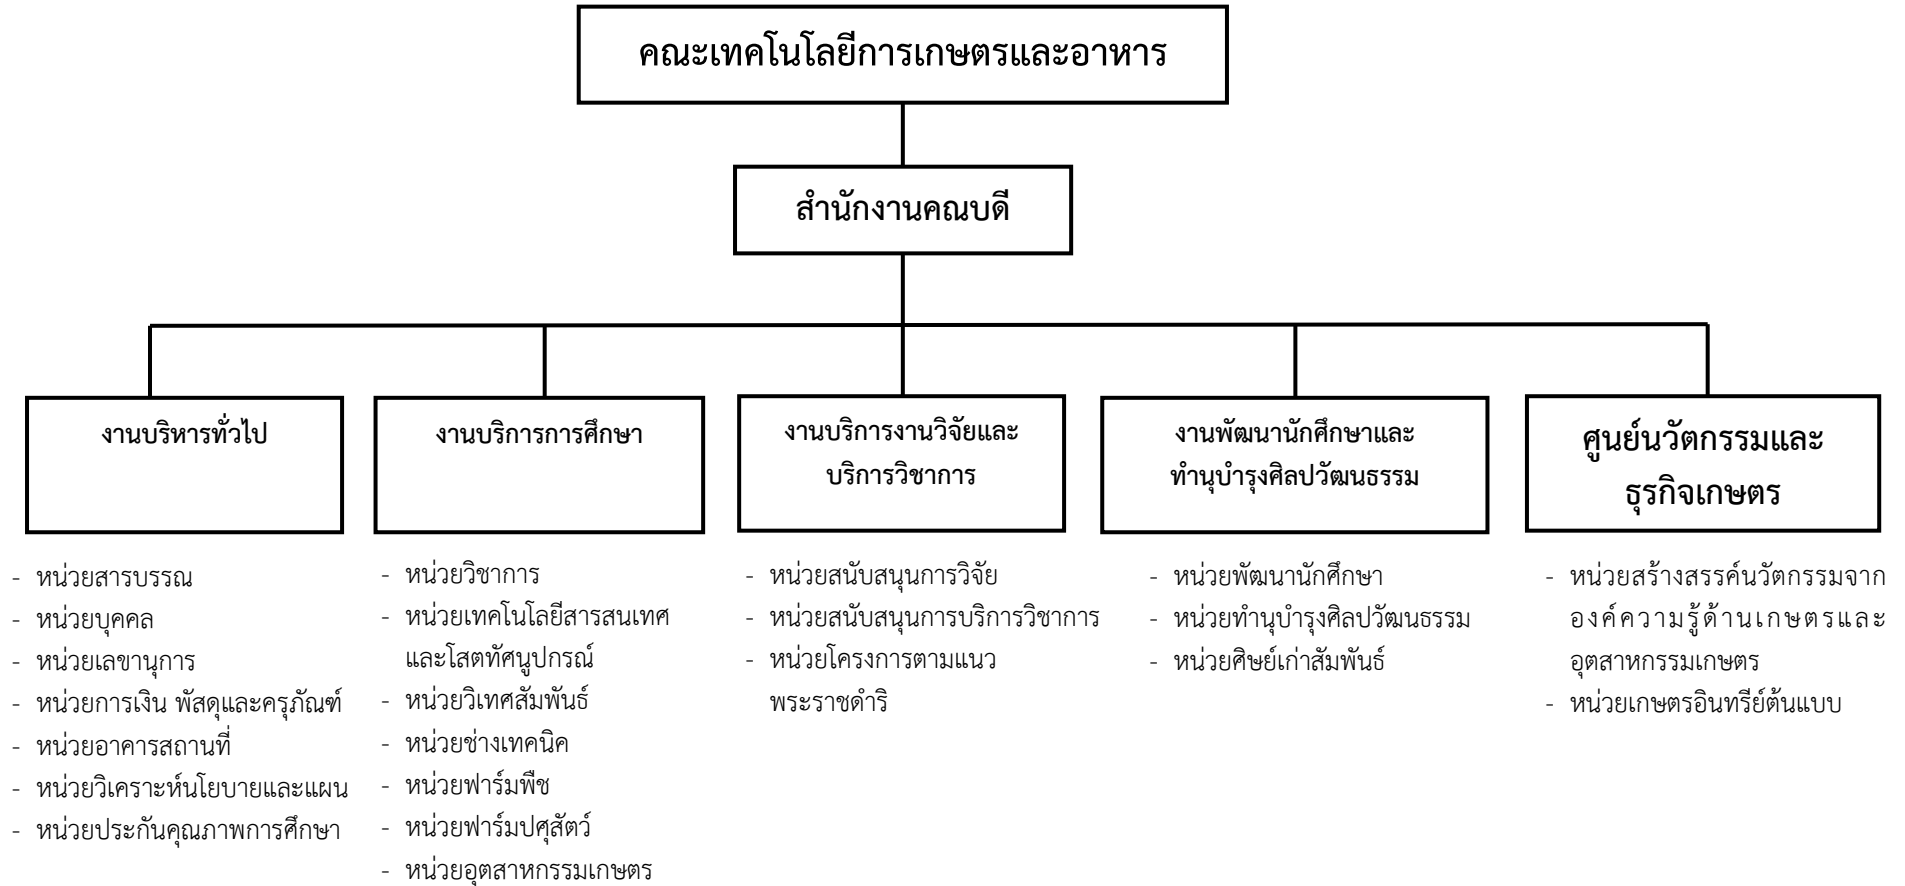 คณะเทคโนโลยีการเกษตรและอาหาร
สำนักงานคณบดี
งานบริหารทั่วไป
- หน่วยสารบรรณ
- หน่วยบุคคล
- หน่วยเลขานุการ
- หน่วยการเงิน พัสดุและครุภัณฑ์
- หน่วยอาคารสถานที่
- หน่วยวิเคราะห์นโยบายและแผน
- หน่วยประกันคุณภาพการศึกษา
งานบริการการศึกษา
- หน่วยวิชาการ
- หน่วยเทคโนโลยีสารสนเทศ
และโสตทัศนูปกรณ์
- หน่วยวิเทศสัมพันธ์
- หน่วยช่างเทคนิค
- หน่วยฟาร์มพืช
- หน่วยฟาร์มปศุสัตว์
- หน่วยอุตสาหกรรมเกษตร
งานบริการงานวิจัยและ
บริการวิชาการ
- หน่วยสนับสนุนการวิจัย
- หน่วยสนับสนุนการบริการวิชาการ
- หน่วยโครงการตามแนว
พระราชดำริ
งานพัฒนานักศึกษาและ
ทำนุบำรุงศิลปวัฒนธรรม
- หน่วยพัฒนานักศึกษา
- หน่วยทำนุบำรุงศิลปวัฒนธรรม
- หน่วยศิษย์เก่าสัมพันธ์
ศูนย์นวัตกรรมและ
ธุรกิจเกษตร
- หน่วยสร้างสรรค์นวัตกรรมจาก
องค์ความรู้ด้านเกษตรและ
อุตสาหกรรมเกษตร
- หน่วยเกษตรอินทรีย์ต้นแบบ